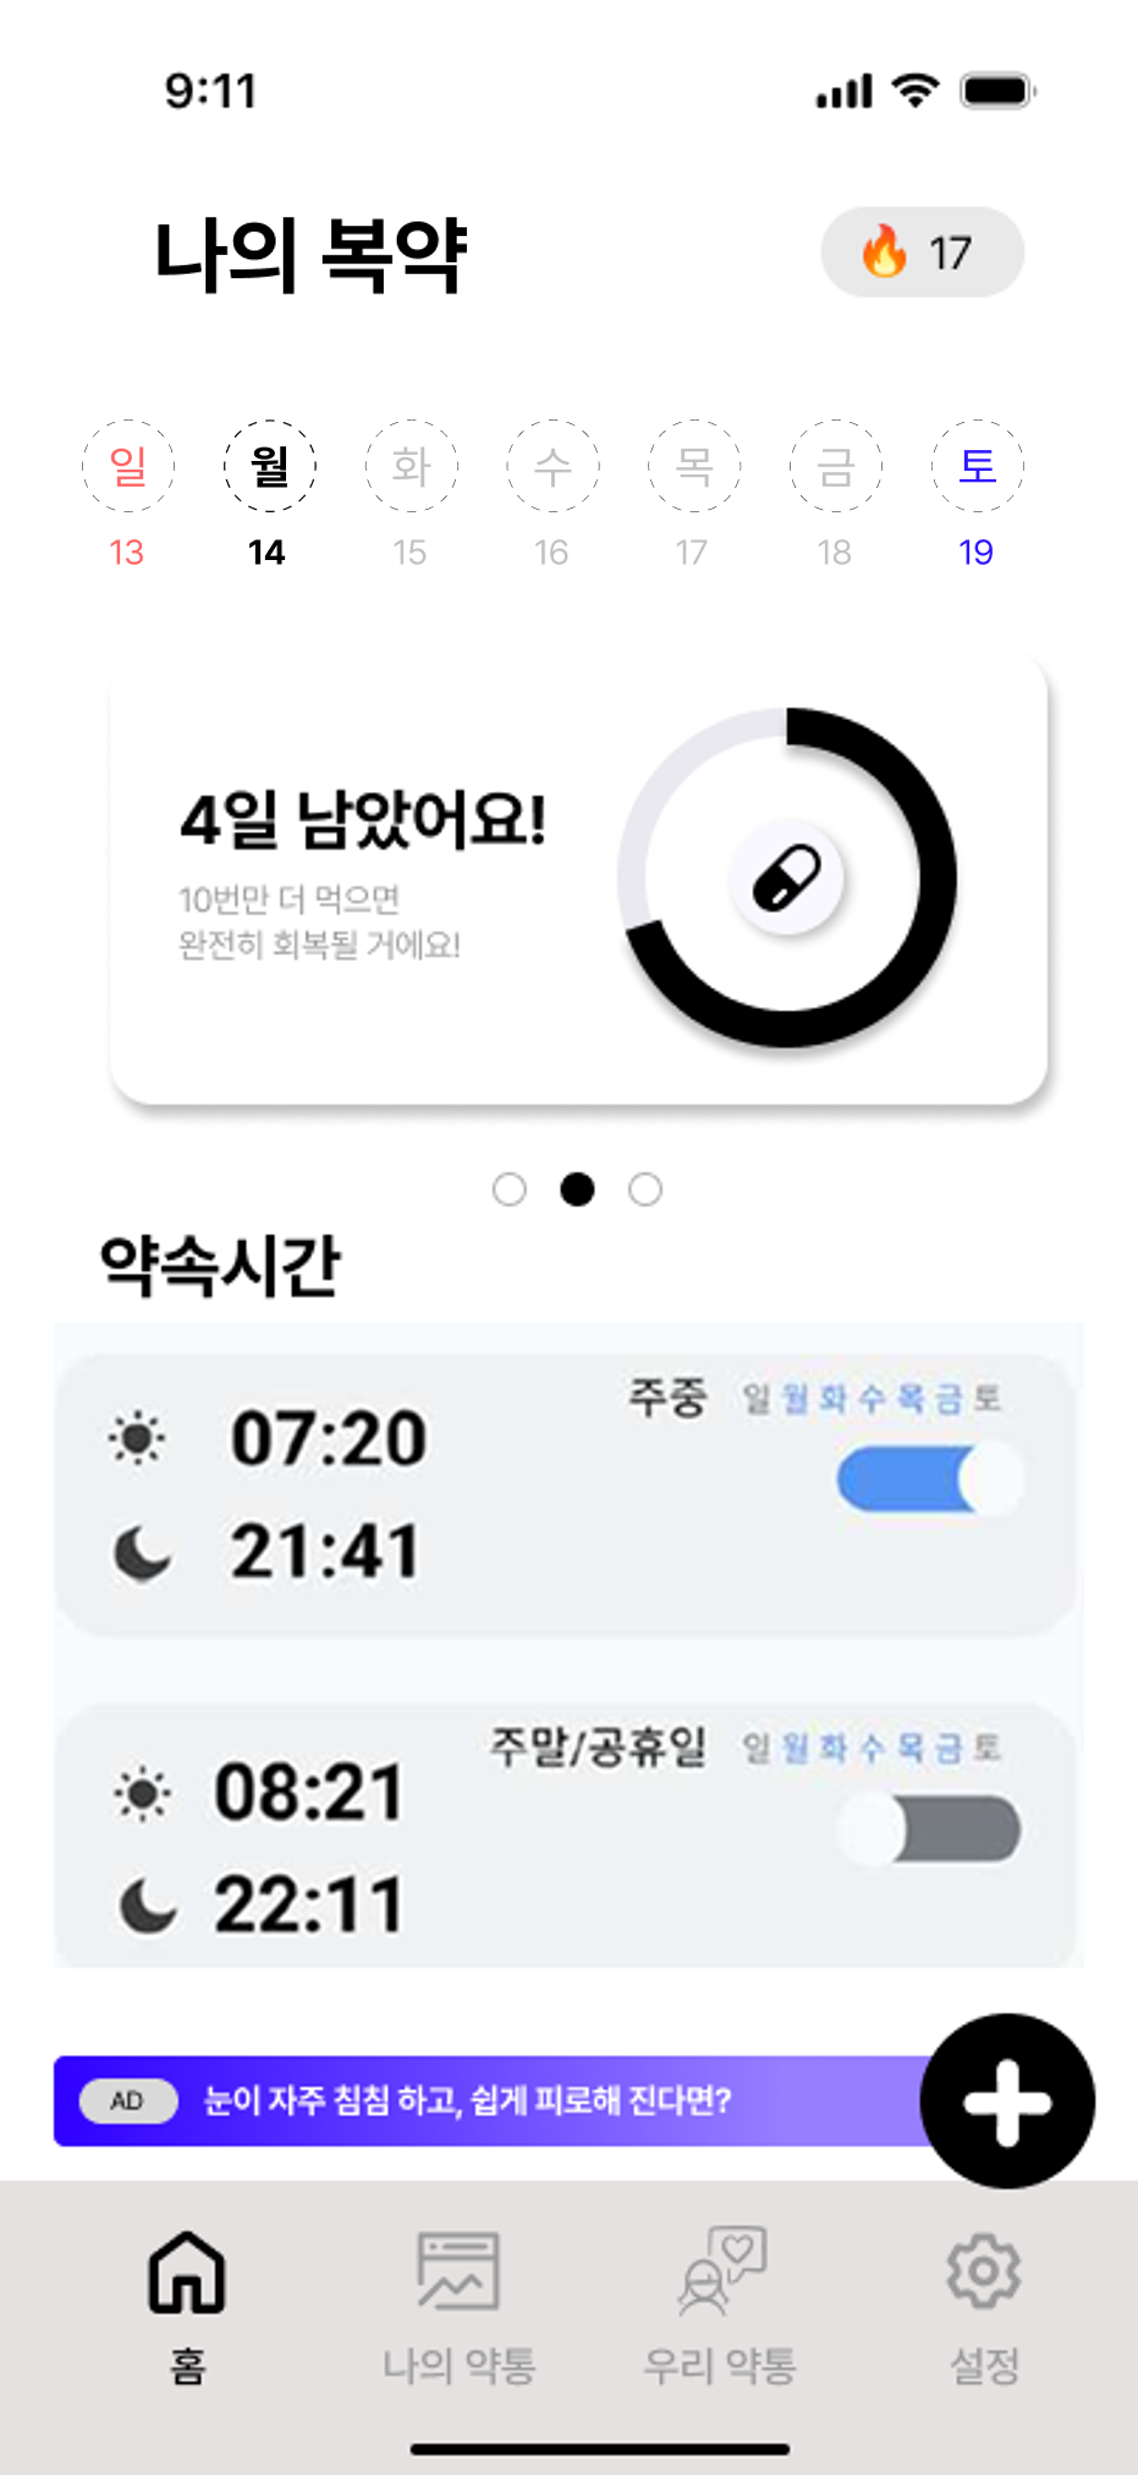 9:11
나의 복약
🔥 17
일 월 화 수 목 금 토
13 14 15 16 17 18 19
4일 남았어요!
10번만 더 먹으면
완전히 회복될 거에요!
약속시간
주중 일 월 화 수 목 금 토
07:20
21:41
주말/공휴일 일 월 화 수 목 금 토
08:21
22:11
AD 눈이 자주 침침 하고, 쉽게 피로해 진다면?
홈 나의 약통 우리 약통 설정